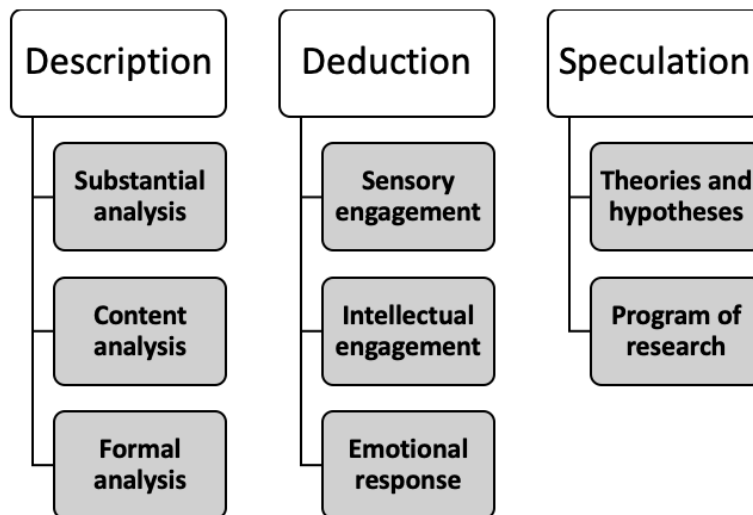 Description
Substantial
analysis
Content
analysis
Formal
analysis
Deduction
Sensory
engagement
Intellectual
engagement
Emotional
response
Speculation
Theories and
hypotheses
Program of
research